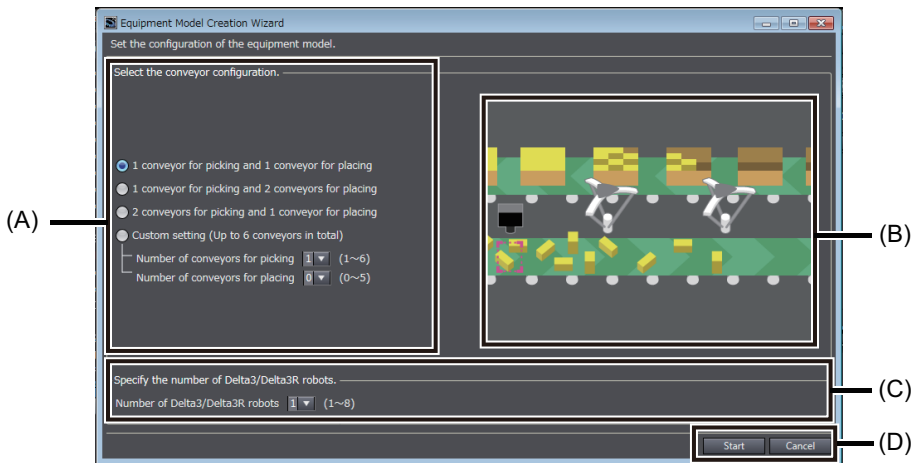 Equipment Model Creation Wizard
Set the configuration of the equipment model.
Select the conveyor configuration.
1 conveyor for picking and 1 conveyor for placing
1 conveyor for picking and 2 conveyors for placing
2 conveyors for picking and 1 conveyor for placing
Custom setting (Up to 6 conveyors in total)
Number of conveyors for picking 1 (1～6)
Number of conveyors for placing 0 (0～5)
(A)
(B)
Specify the number of Delta3/Delta3R robots.
Number of Delta3/Delta3R robots 1 (1～8)
(C)
Start Cancel
(D)